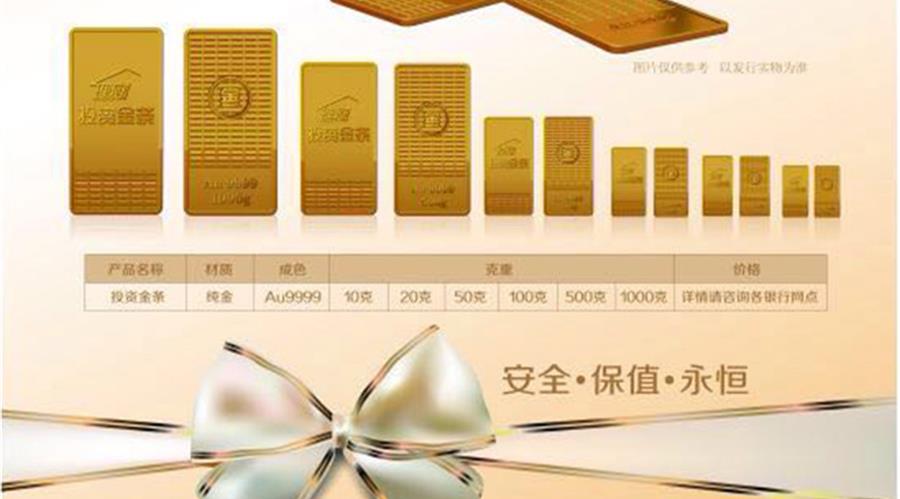 图片仅供参考 以发行实物为准
投资金条
Au 9999
1000g
投资金条
产品名称 材质 成色 克重 价格
投资金条 纯金 Au9999 10克 20克 50克 100克 500克 1000克 详情请咨询各银行网点
安全·保值·永恒